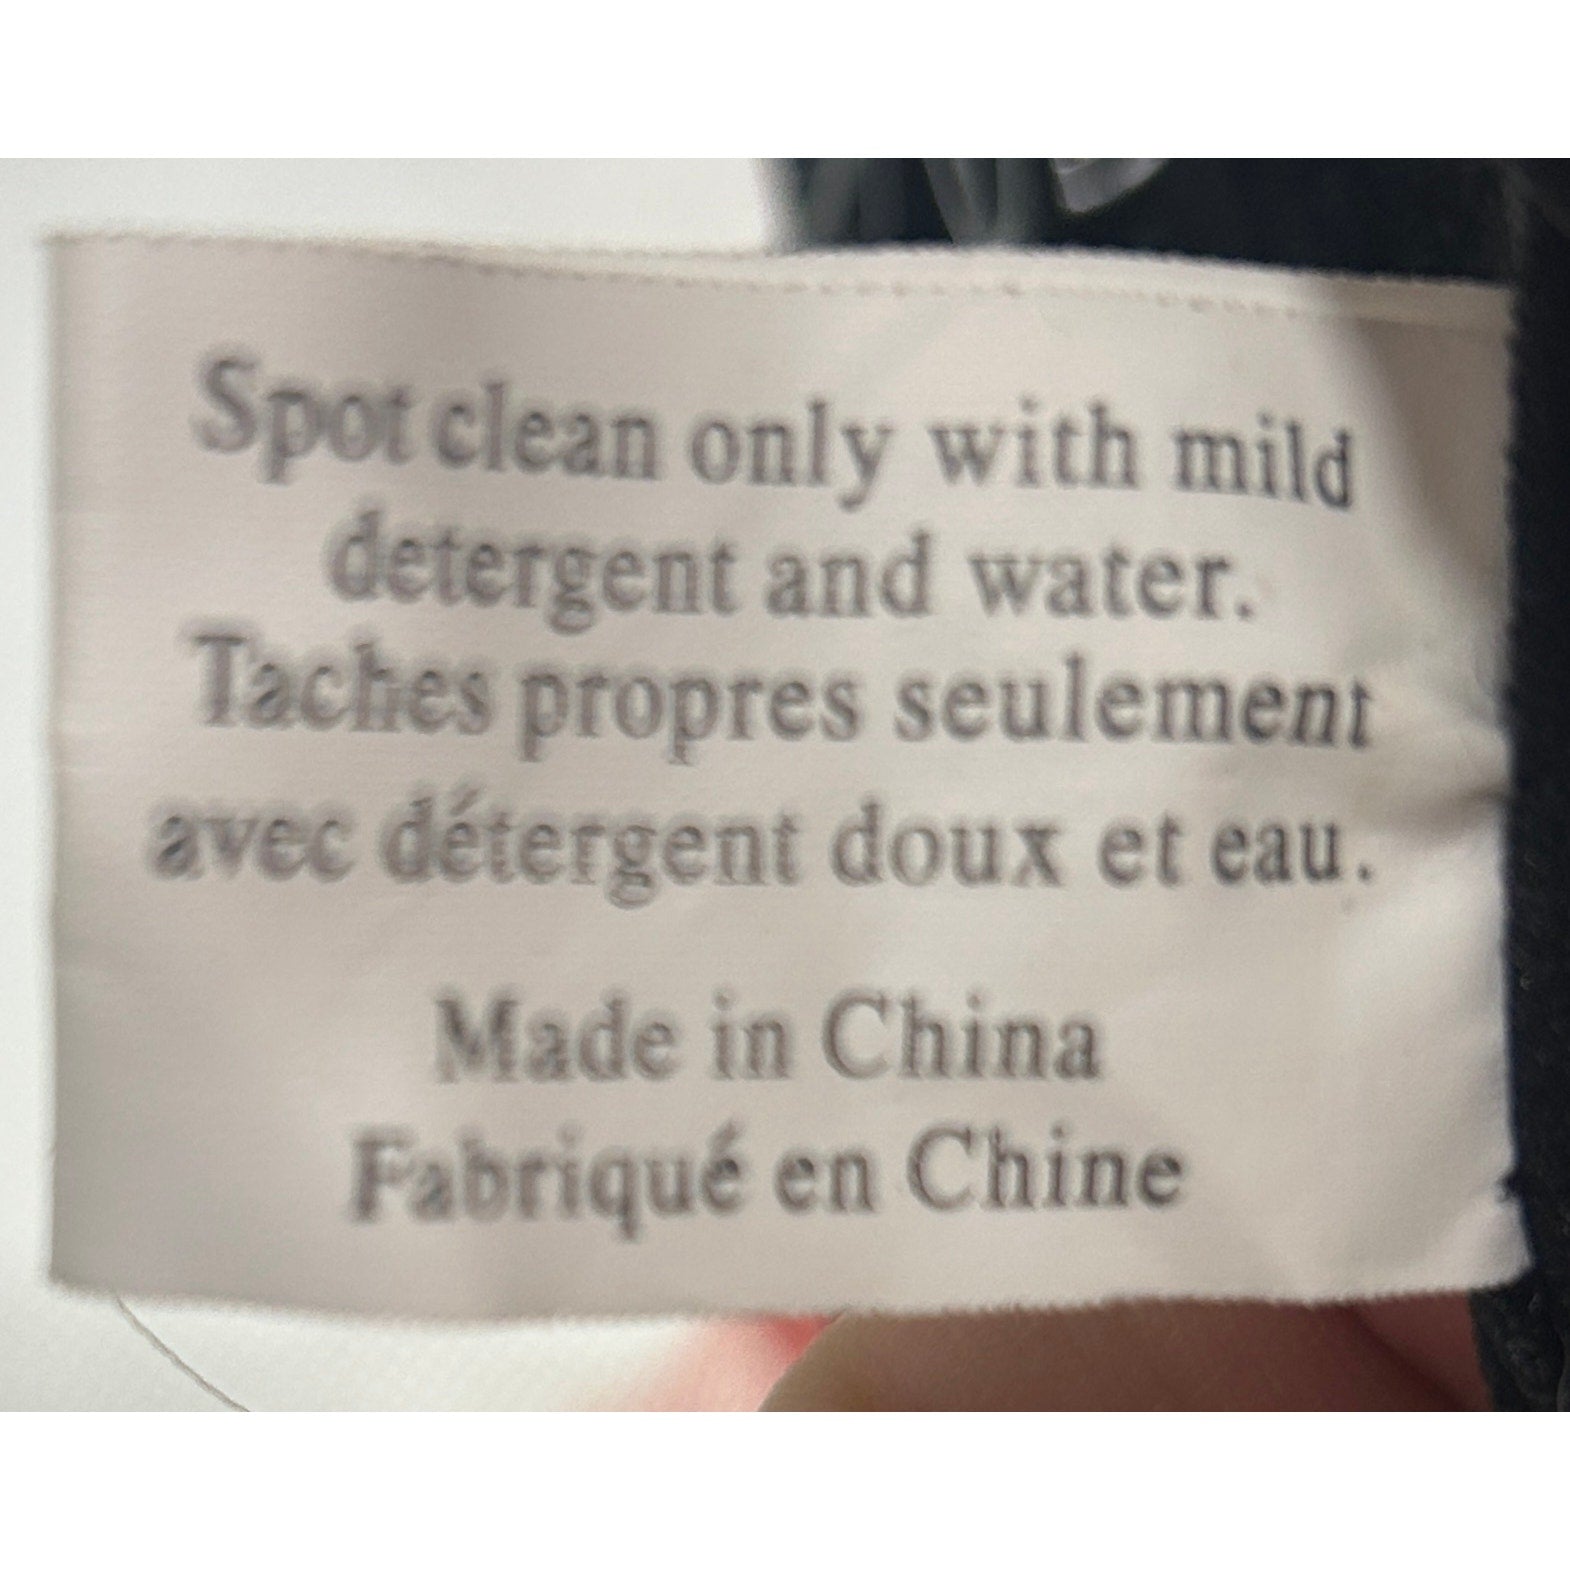 Spot clean only with mild
detergent and water.
Taches propres seulement
avec détergent doux et eau.
Made in China
Fabriqué en Chine